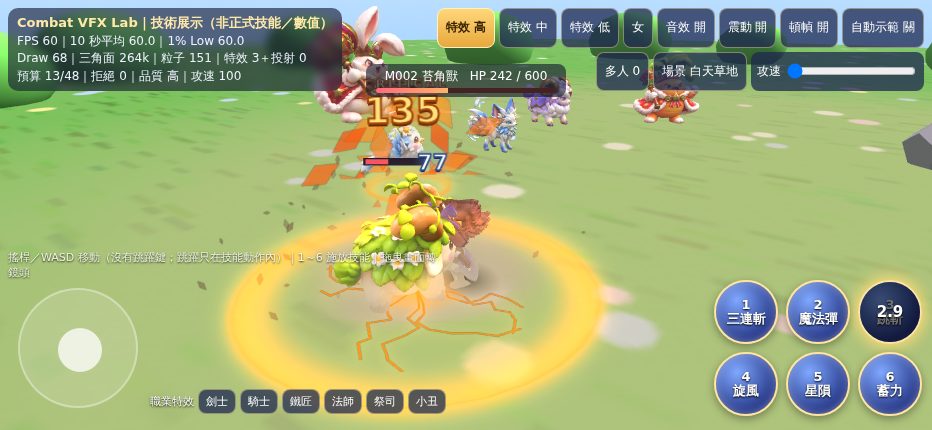 Combat VFX Lab｜技術展示（非正式技能／數值）
FPS 60｜10 秒平均 60.0｜1% Low 60.0
Draw 68｜三角面 264k｜粒子 151｜特效 3＋投射 0
預算 13/48｜拒絕 0｜品質 高｜攻速 100
特效 高
特效 中
特效 低
女
音效 開
震動 開
頓幀 開
自動示範 關
多人 0
場景 白天草地
攻速
M002 苔角獸 HP 242 / 600
135
77
搖桿／WASD 移動（沒有跳躍鍵；跳躍只在技能動作內）｜1～6 施放技能
鏡頭
1
三連斬
2
魔法彈
2.9
4
旋風
5
星隕
6
蓄力
職業特效
劍士
騎士
鐵匠
法師
祭司
小丑